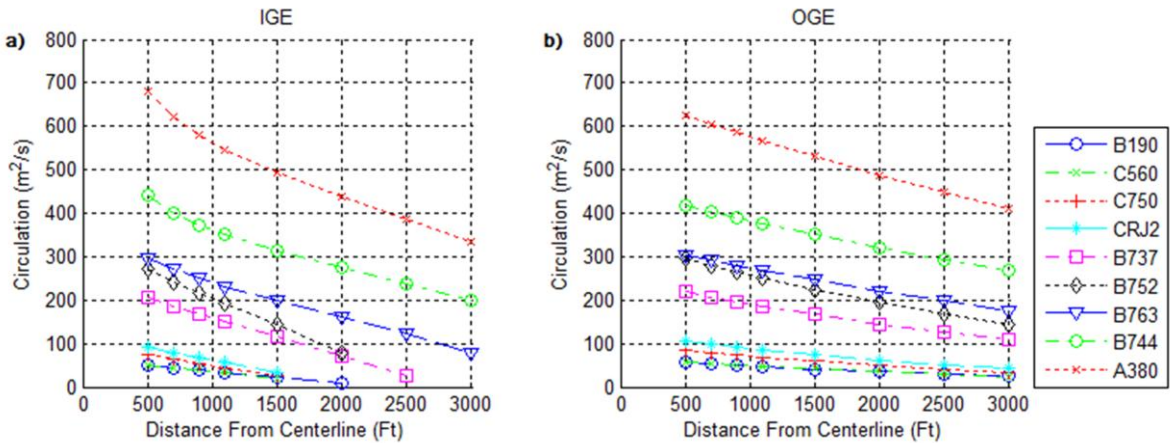 IGE
a)
800
700
600
500
400
300
200
100
0
Circulation (m²/s)
0 500 1000 1500 2000 2500 3000
Distance From Centerline (Ft)
OGE
b)
800
700
600
500
400
300
200
100
0
Circulation (m²/s)
0 500 1000 1500 2000 2500 3000
Distance From Centerline (Ft)
B190
C560
C750
CRJ2
B737
B752
B763
B744
A380